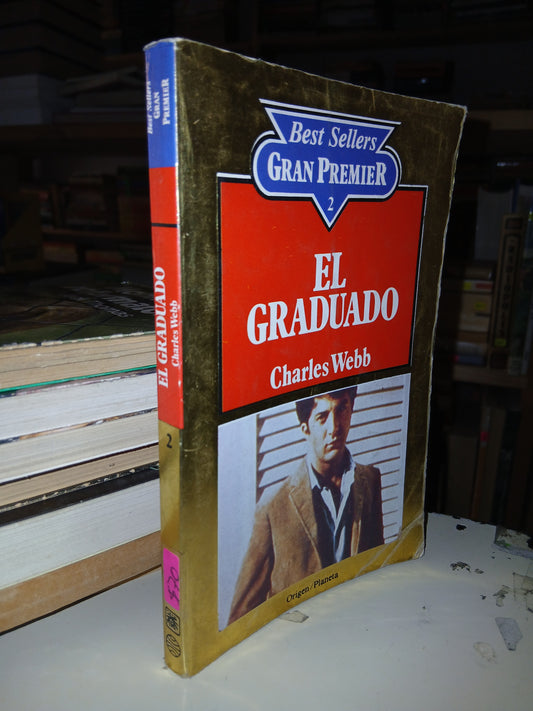 Best Sellers
GRAN PREMIER
2
EL
GRADUADO
Charles Webb
Origen/Planeta
Best Sellers
GRAN
PREMIER
EL GRADUADO
Charles Webb
2